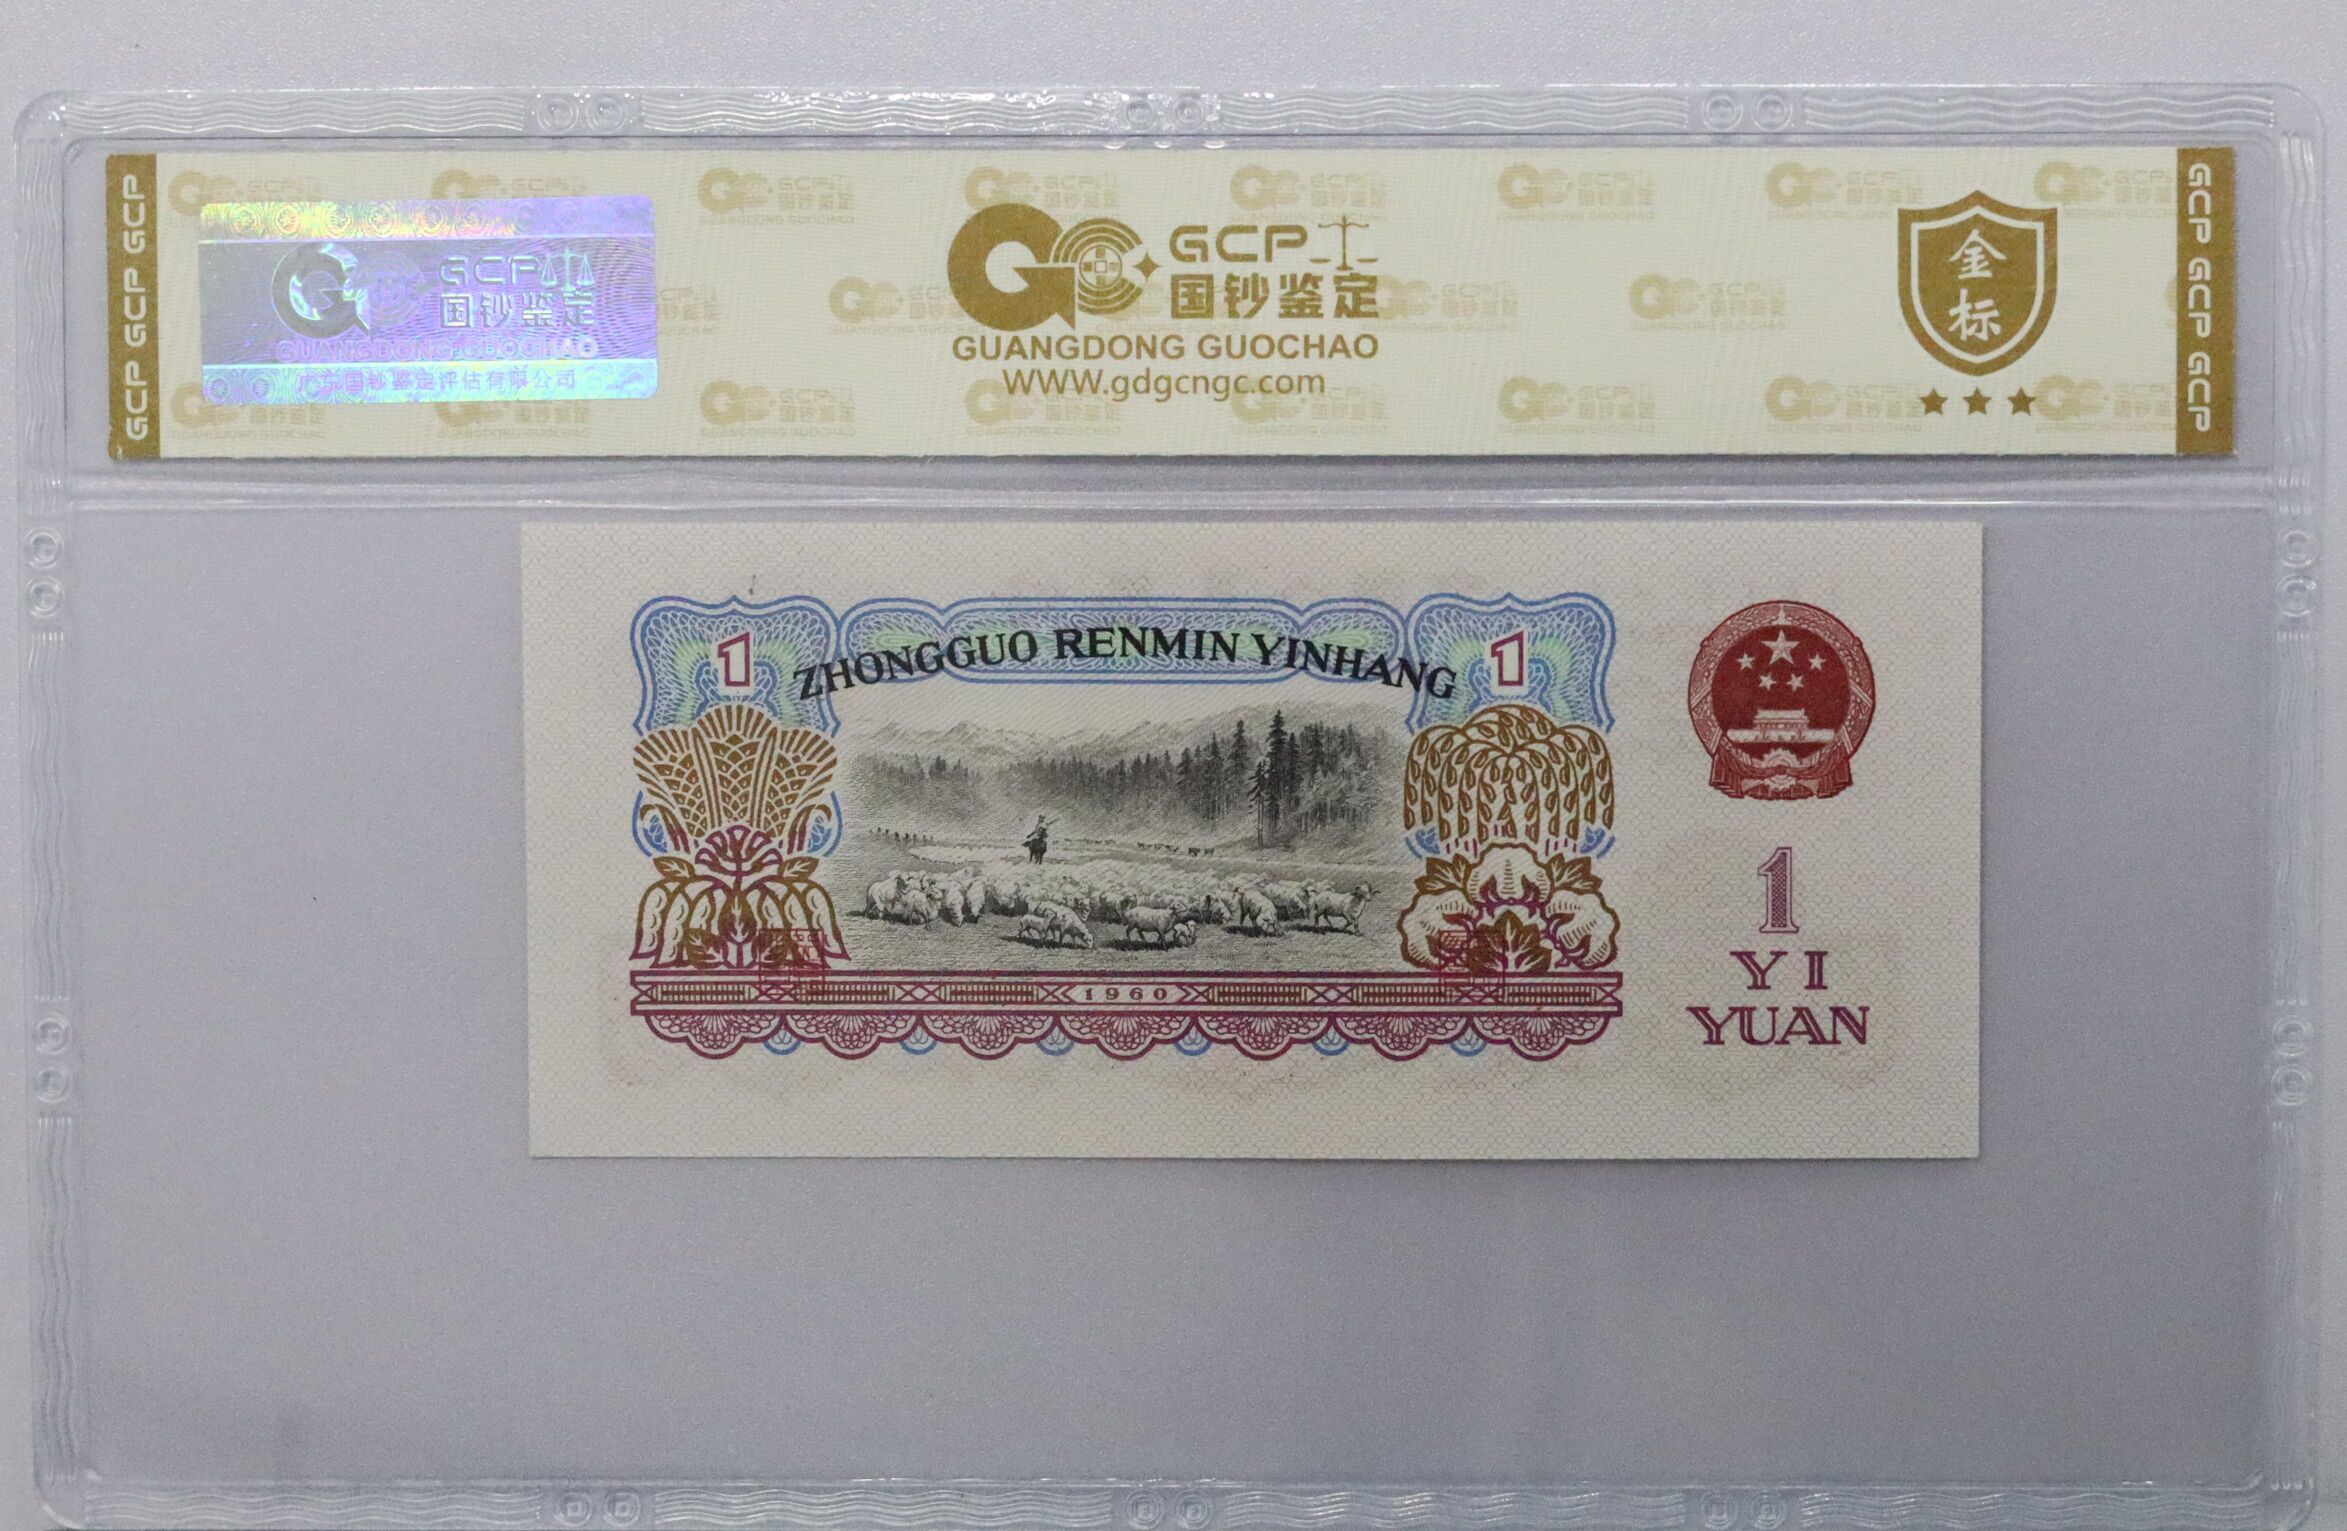 GCP GCP GCP
GCP
国钞鉴定
GUANGDONG GUOCHAO
广东国钞鉴定评估有限公司
GCP
国钞鉴定
GUANGDONG GUOCHAO
WWW.gdgcngc.com
金
标
GCP GCP GCP
1
ZHONGGUO RENMIN YINHANG
1
1
YI
YUAN
1960